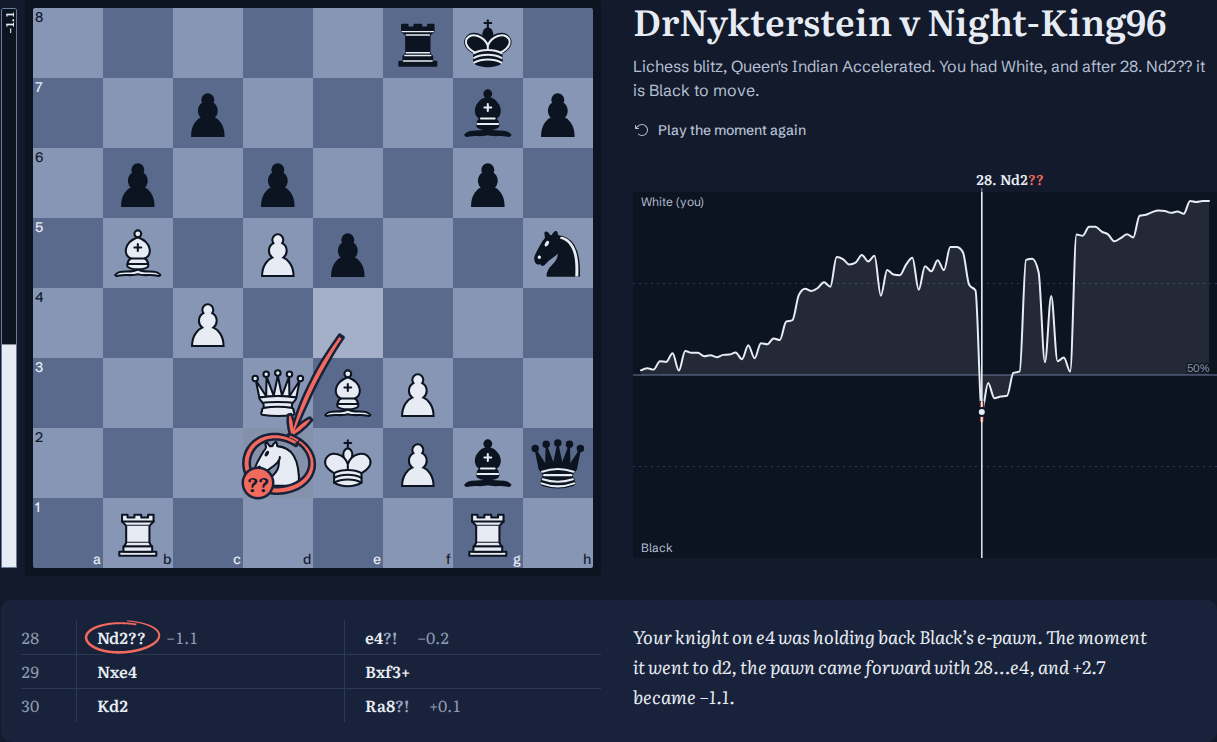 −1.1
8
7
6
5
4
3
2
1
a
b
c
d
e
f
g
h
??
DrNykterstein v Night-King96
Lichess blitz, Queen's Indian Accelerated. You had White, and after 28. Nd2?? it
is Black to move.
Play the moment again
28. Nd2??
White (you)
50%
Black
28 Nd2?? −1.1 e4?! −0.2
29 Nxe4 Bxf3+
30 Kd2 Ra8?! +0.1
Your knight on e4 was holding back Black’s e-pawn. The moment
it went to d2, the pawn came forward with 28…e4, and +2.7
became −1.1.